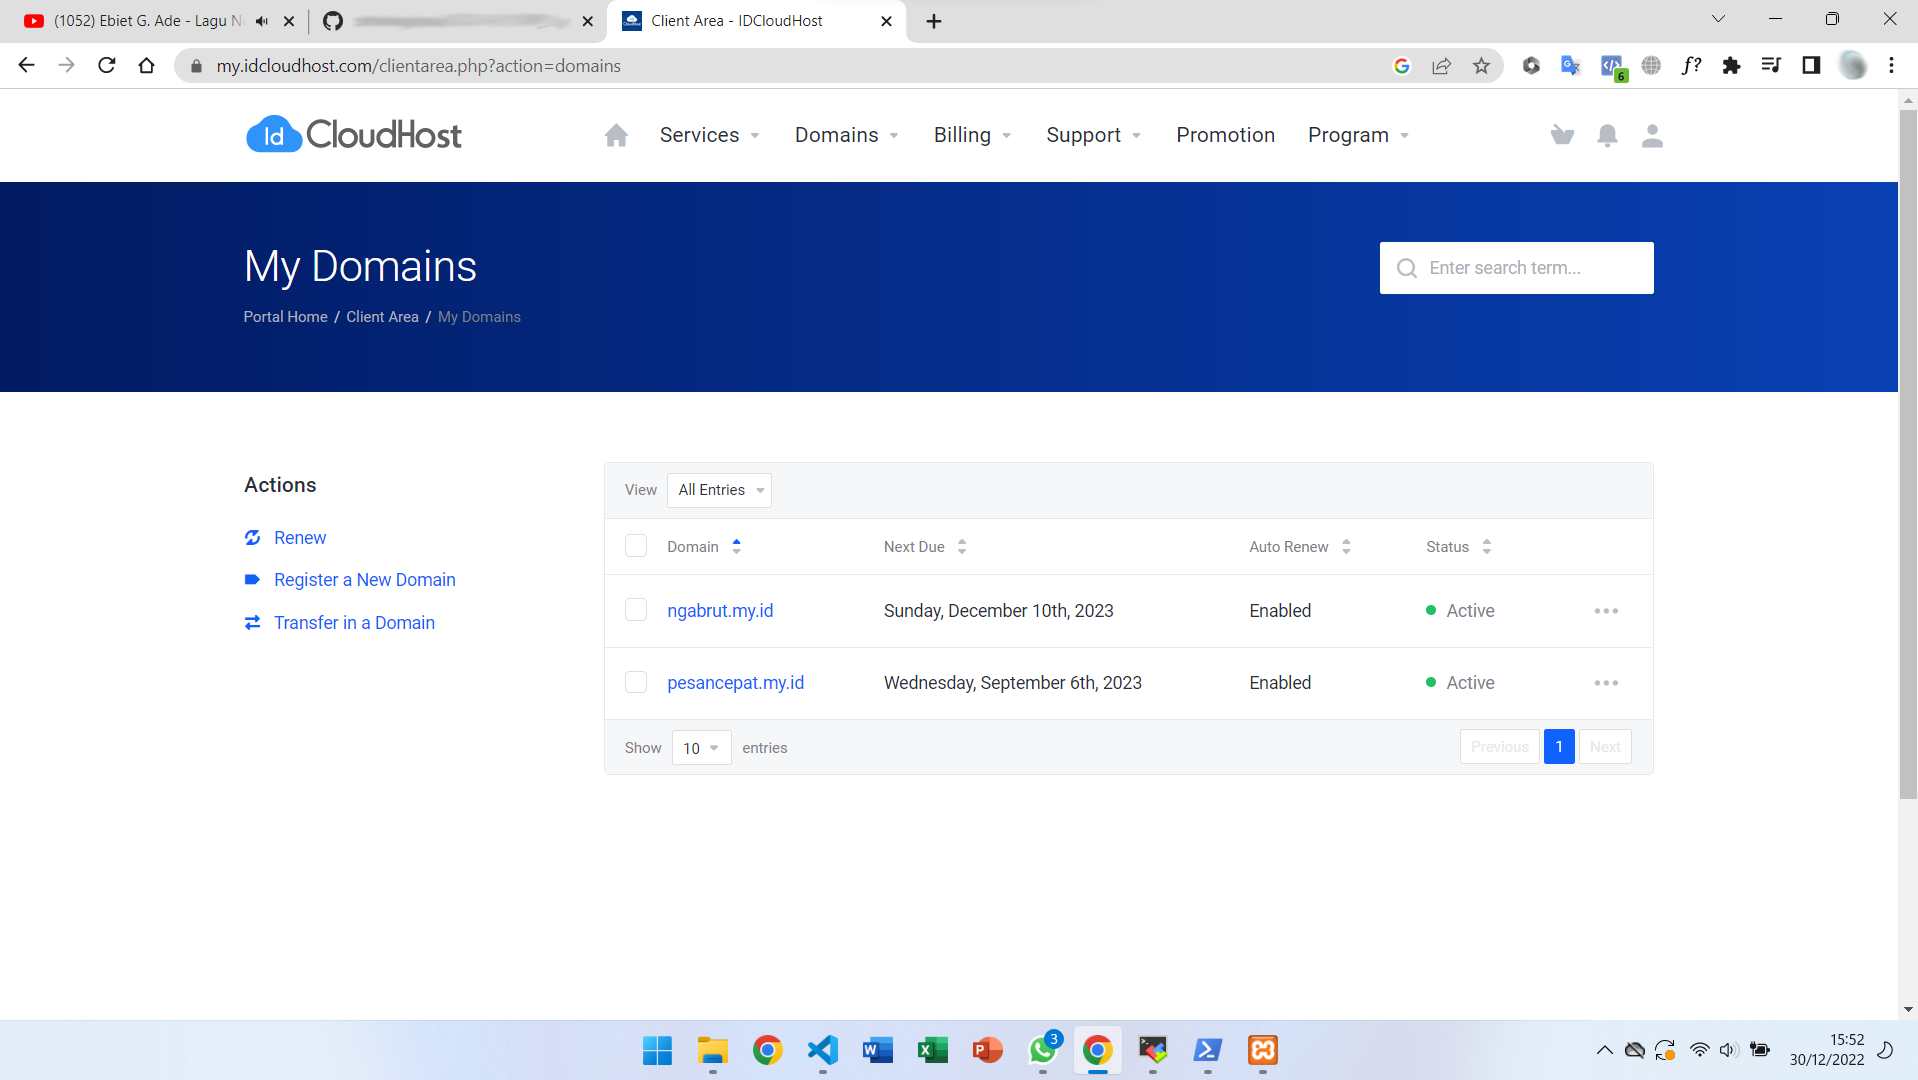 (1052) Ebiet G. Ade - Lagu N
Client Area - IDCloudHost
my.idcloudhost.com/clientarea.php?action=domains
f?
6
Id CloudHost
Services
Domains
Billing
Support
Promotion
Program
My Domains
Enter search term...
Portal Home / Client Area / My Domains
Actions
Renew
Register a New Domain
Transfer in a Domain
View All Entries
Domain Next Due Auto Renew Status
ngabrut.my.id Sunday, December 10th, 2023 Enabled Active
pesancepat.my.id Wednesday, September 6th, 2023 Enabled Active
Show 10 entries
Previous 1 Next
W
X
P
3
15:52
30/12/2022